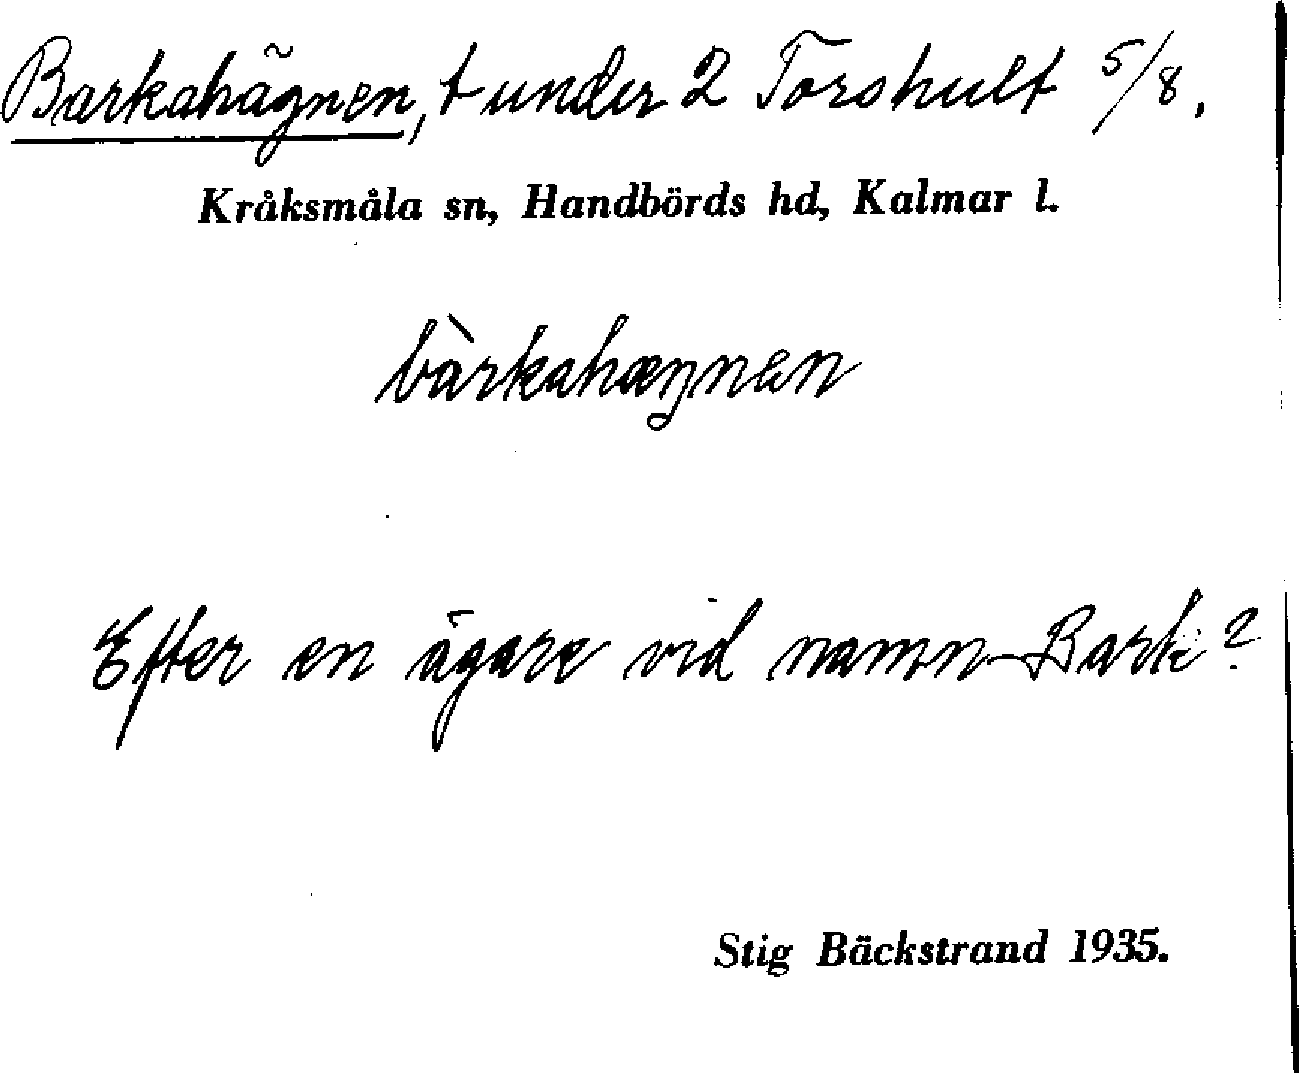 Barkahägnen, t under 2 Torshult 5/8.
Kråksmåla sn, Handbörds hd, Kalmar l.
bàrkahæŋnan
Efter en ägare vid namn Bark?
Stig Bäckstrand 1935.